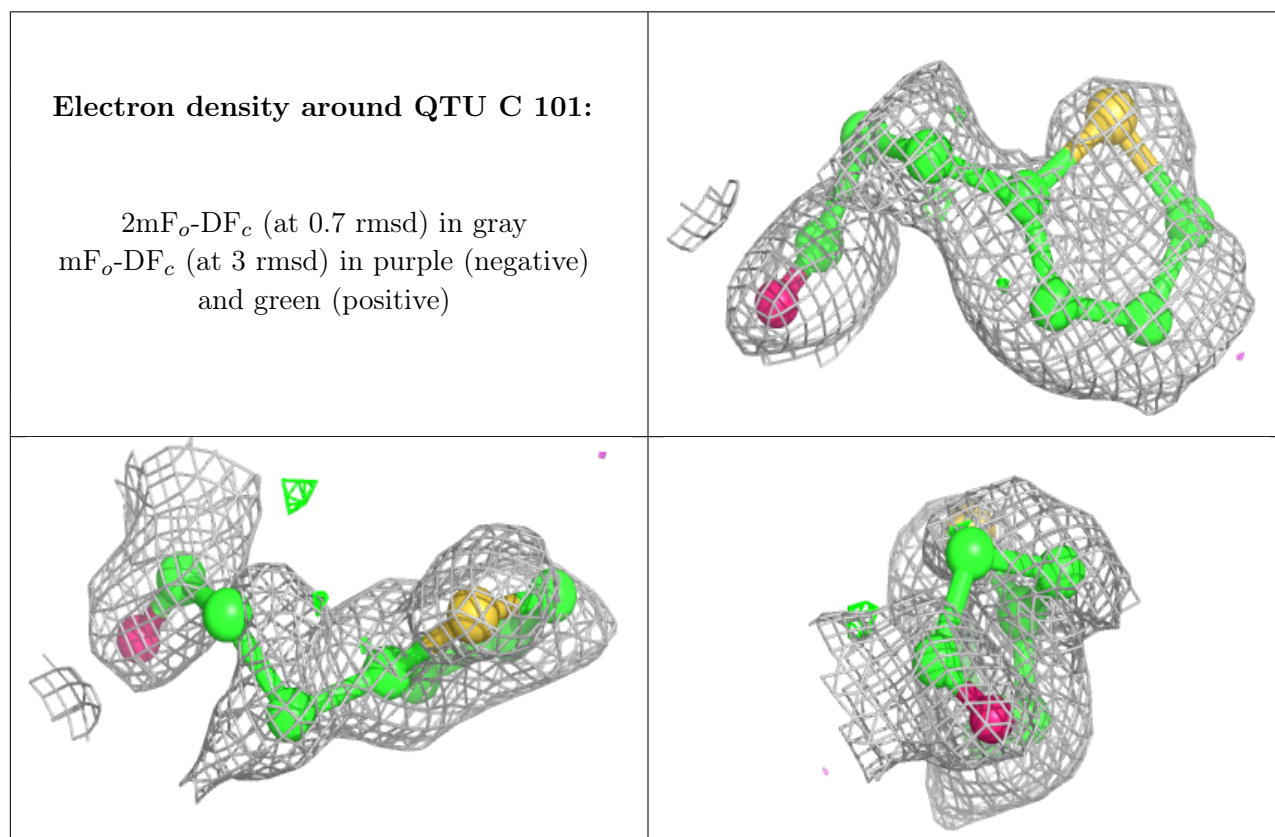 Electron density around QTU C 101:
2mFₒ-DF𝒸 (at 0.7 rmsd) in gray
mFₒ-DF𝒸 (at 3 rmsd) in purple (negative)
and green (positive)